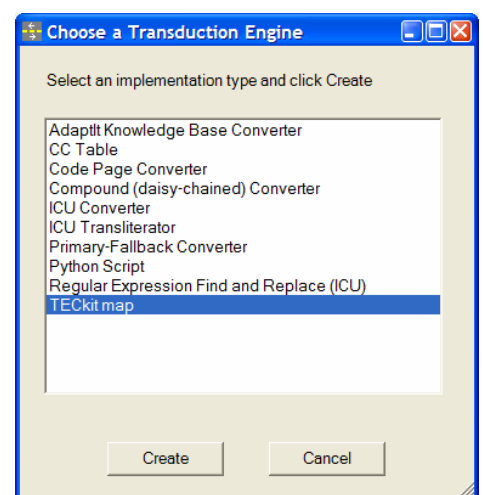 Choose a Transduction Engine
Select an implementation type and click Create
AdaptIt Knowledge Base Converter
CC Table
Code Page Converter
Compound (daisy-chained) Converter
ICU Converter
ICU Transliterator
Primary-Fallback Converter
Python Script
Regular Expression Find and Replace (ICU)
TECkit map
Create
Cancel